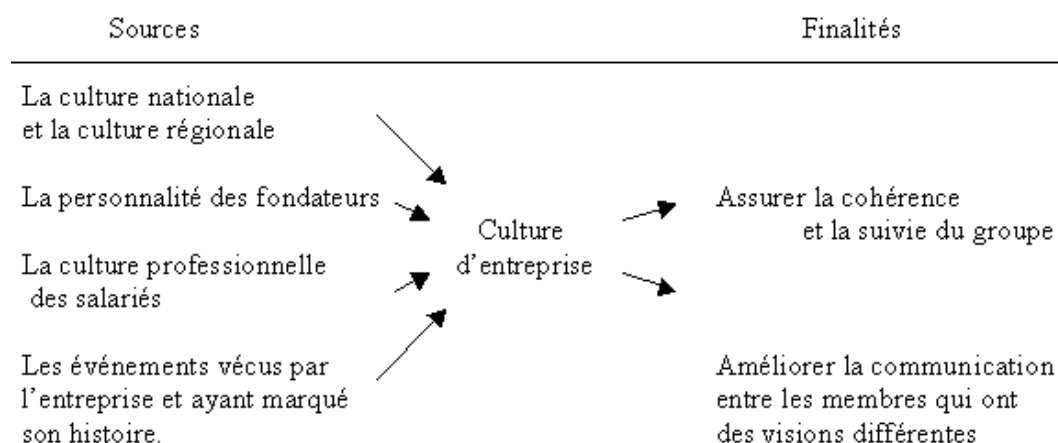 Sources
Finalités
La culture nationale
et la culture régionale
La personnalité des fondateurs
La culture professionnelle
des salariés
Les événements vécus par
l'entreprise et ayant marqué
son histoire.
Culture
d'entreprise
Assurer la cohérence
et la suivie du groupe
Améliorer la communication
entre les membres qui ont
des visions différentes